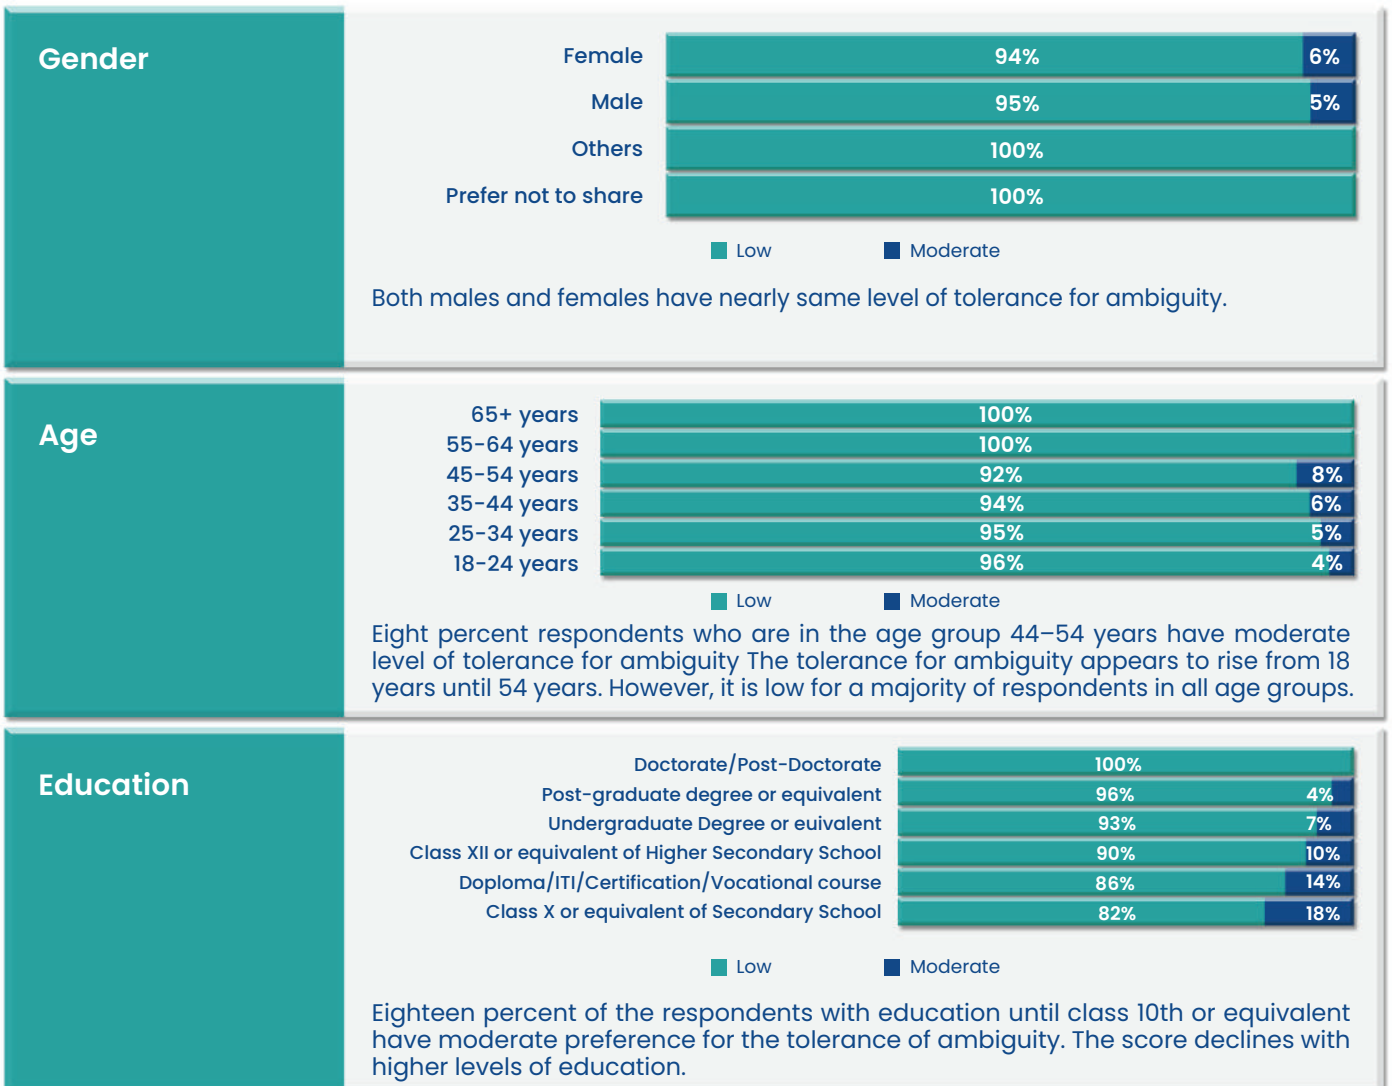 Gender
Female 94% 6%
Male 95% 5%
Others 100%
Prefer not to share 100%
Low Moderate
Both males and females have nearly same level of tolerance for ambiguity.
Age
65+ years 100%
55-64 years 100%
45-54 years 92% 8%
35-44 years 94% 6%
25-34 years 95% 5%
18-24 years 96% 4%
Low Moderate
Eight percent respondents who are in the age group 44–54 years have moderate
level of tolerance for ambiguity The tolerance for ambiguity appears to rise from 18
years until 54 years. However, it is low for a majority of respondents in all age groups.
Education
Doctorate/Post-Doctorate 100%
Post-graduate degree or equivalent 96% 4%
Undergraduate Degree or euivalent 93% 7%
Class XII or equivalent of Higher Secondary School 90% 10%
Doploma/ITI/Certification/Vocational course 86% 14%
Class X or equivalent of Secondary School 82% 18%
Low Moderate
Eighteen percent of the respondents with education until class 10th or equivalent
have moderate preference for the tolerance of ambiguity. The score declines with
higher levels of education.